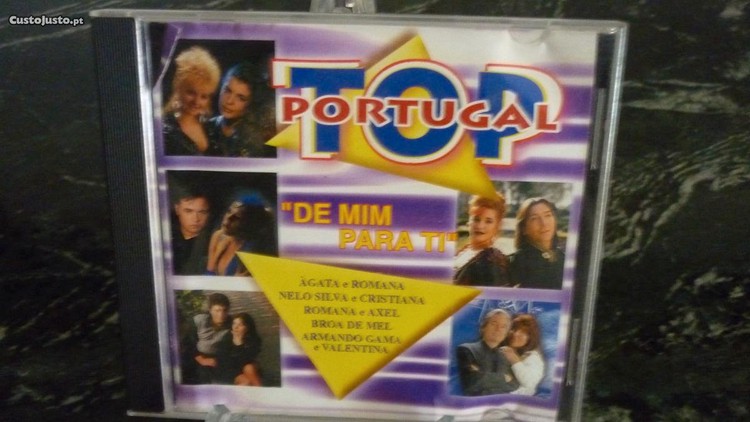 CustoJusto.pt
TOP
PORTUGAL
"DE MIM
PARA TI"
ÀGATA e ROMANA
NELO SILVA e CRISTIANA
ROMANA e AXEL
BROA DE MEL
ARMANDO GAMA
e VALENTINA